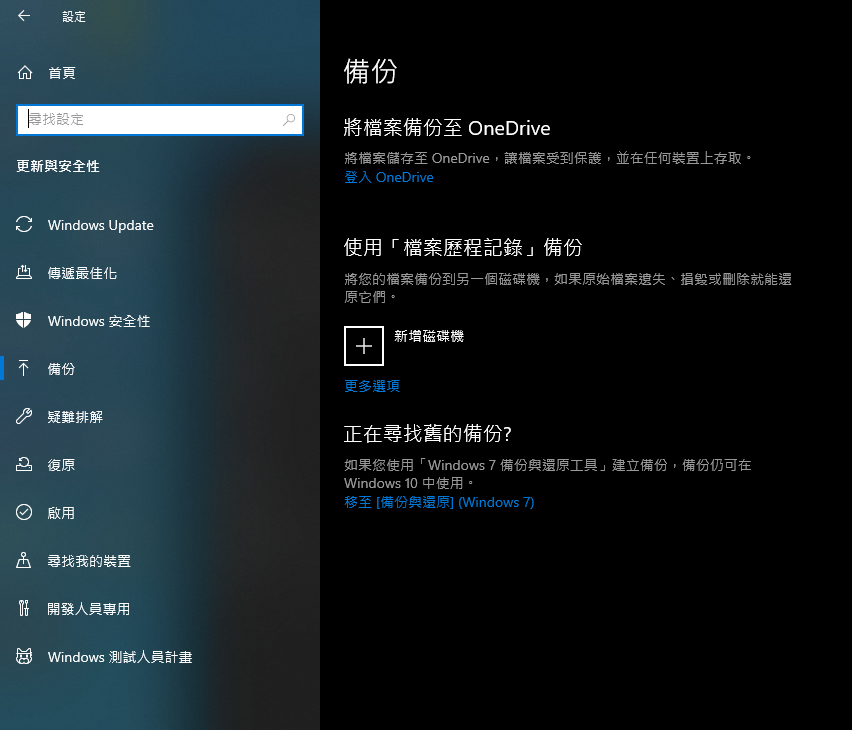 設定
首頁
尋找設定
更新與安全性
Windows Update
傳遞最佳化
Windows 安全性
備份
疑難排解
復原
啟用
尋找我的裝置
開發人員專用
Windows 測試人員計畫
備份
將檔案備份至 OneDrive
將檔案儲存至 OneDrive，讓檔案受到保護，並在任何裝置上存取。
登入 OneDrive
使用「檔案歷程記錄」備份
將您的檔案備份到另一個磁碟機，如果原始檔案遺失、損毀或刪除就能還
原它們。
新增磁碟機
更多選項
正在尋找舊的備份?
如果您使用「Windows 7 備份與還原工具」建立備份，備份仍可在
Windows 10 中使用。
移至 [備份與還原] (Windows 7)